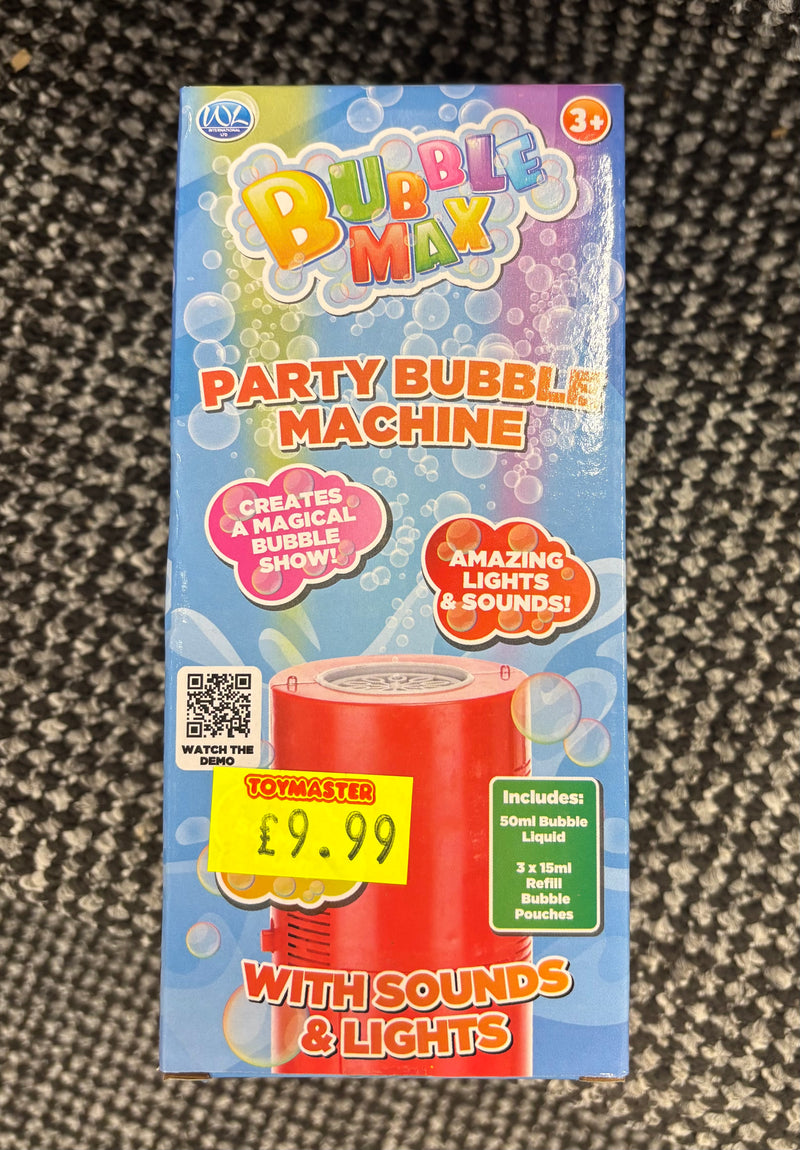 WL
INTERNATIONAL
LTD
3+
BUBBLE
MAX
PARTY BUBBLE
MACHINE
CREATES
A MAGICAL
BUBBLE
SHOW!
AMAZING
LIGHTS
& SOUNDS!
WATCH THE
DEMO
TOYMASTER
£9.99
Includes:
50ml Bubble
Liquid
3 x 15ml
Refill
Bubble
Pouches
WITH SOUNDS
& LIGHTS